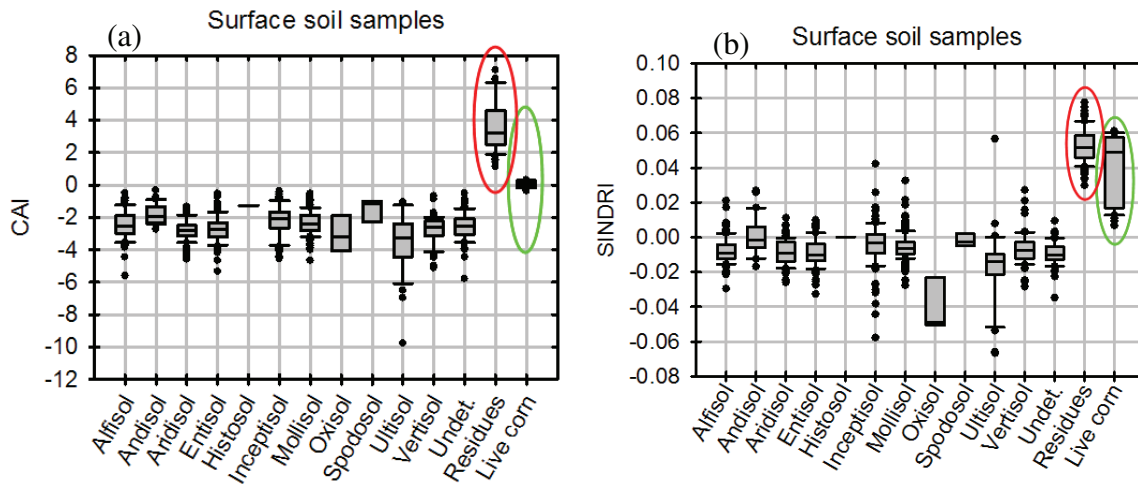 Surface soil samples
(a)
CAI
8
6
4
2
0
-2
-4
-6
-8
-10
-12
Alfisol
Andisol
Aridisol
Entisol
Histosol
Inceptisol
Mollisol
Oxisol
Spodosol
Ultisol
Vertisol
Undet.
Residues
Live corn
Surface soil samples
(b)
SINDRI
0.10
0.08
0.06
0.04
0.02
0.00
-0.02
-0.04
-0.06
-0.08
Alfisol
Andisol
Aridisol
Entisol
Histosol
Inceptisol
Mollisol
Oxisol
Spodosol
Ultisol
Vertisol
Undet.
Residues
Live corn